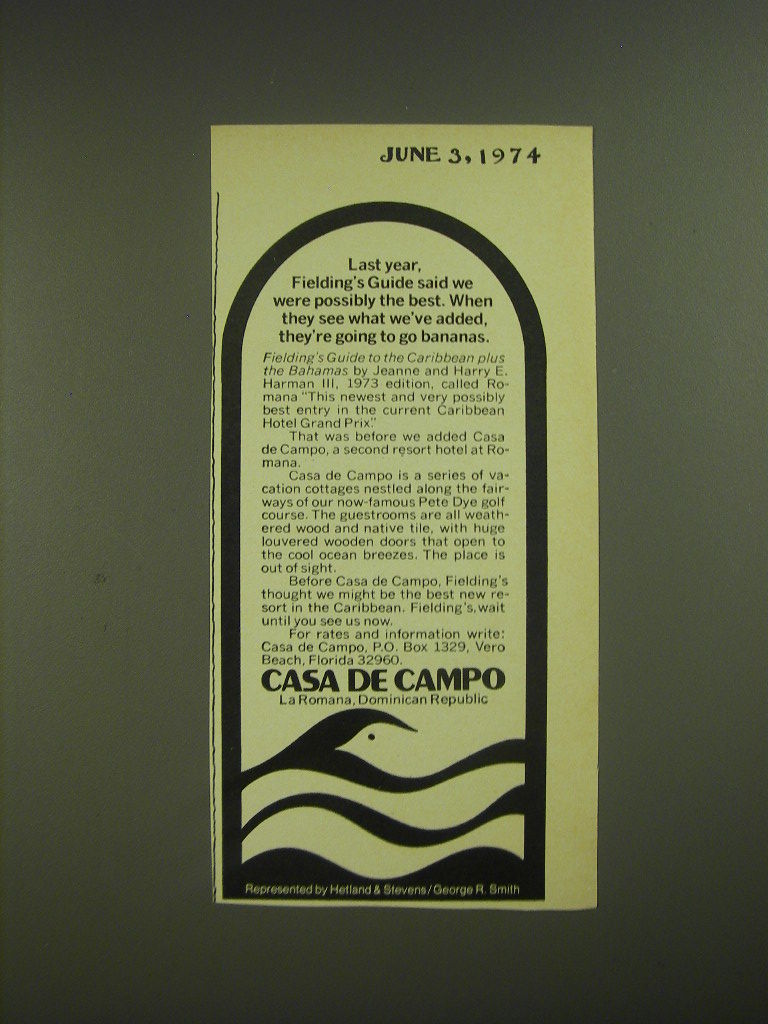 JUNE 3, 1974
Last year,
Fielding's Guide said we
were possibly the best. When
they see what we've added,
they're going to go bananas.
Fielding's Guide to the Caribbean plus
the Bahamas by Jeanne and Harry E.
Harman III, 1973 edition, called Ro-
mana "This newest and very possibly
best entry in the current Caribbean
Hotel Grand Prix."
That was before we added Casa
de Campo, a second resort hotel at Ro-
mana.
Casa de Campo is a series of va-
cation cottages nestled along the fair-
ways of our now-famous Pete Dye golf
course. The guestrooms are all weath-
ered wood and native tile, with huge
louvered wooden doors that open to
the cool ocean breezes. The place is
out of sight.
Before Casa de Campo, Fielding's
thought we might be the best new re-
sort in the Caribbean. Fielding's, wait
until you see us now.
For rates and information write:
Casa de Campo, P.O. Box 1329, Vero
Beach, Florida 32960.
CASA DE CAMPO
La Romana, Dominican Republic
Represented by Hetland & Stevens/George R. Smith